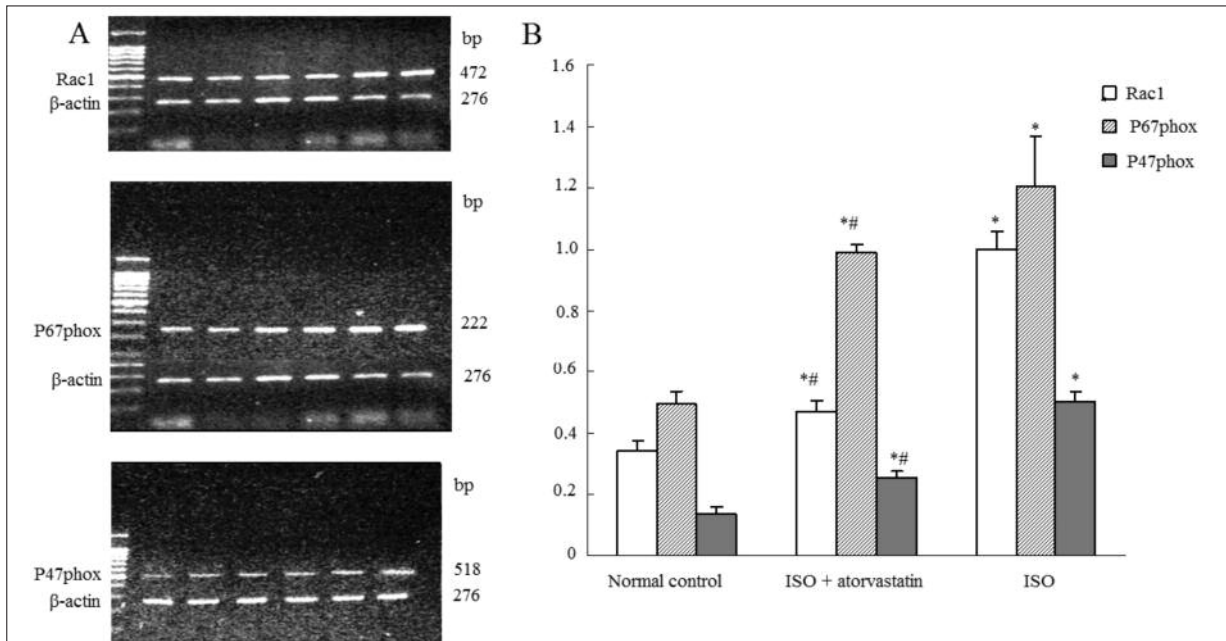 A
bp
Rac1
472
β-actin
276
bp
P67phox
222
β-actin
276
bp
P47phox
518
β-actin
276
B
1.6
1.4
1.2
1.0
0.8
0.6
0.4
0.2
0
Rac1
P67phox
P47phox
*
*#
*
*#
*
*#
Normal control
ISO + atorvastatin
ISO